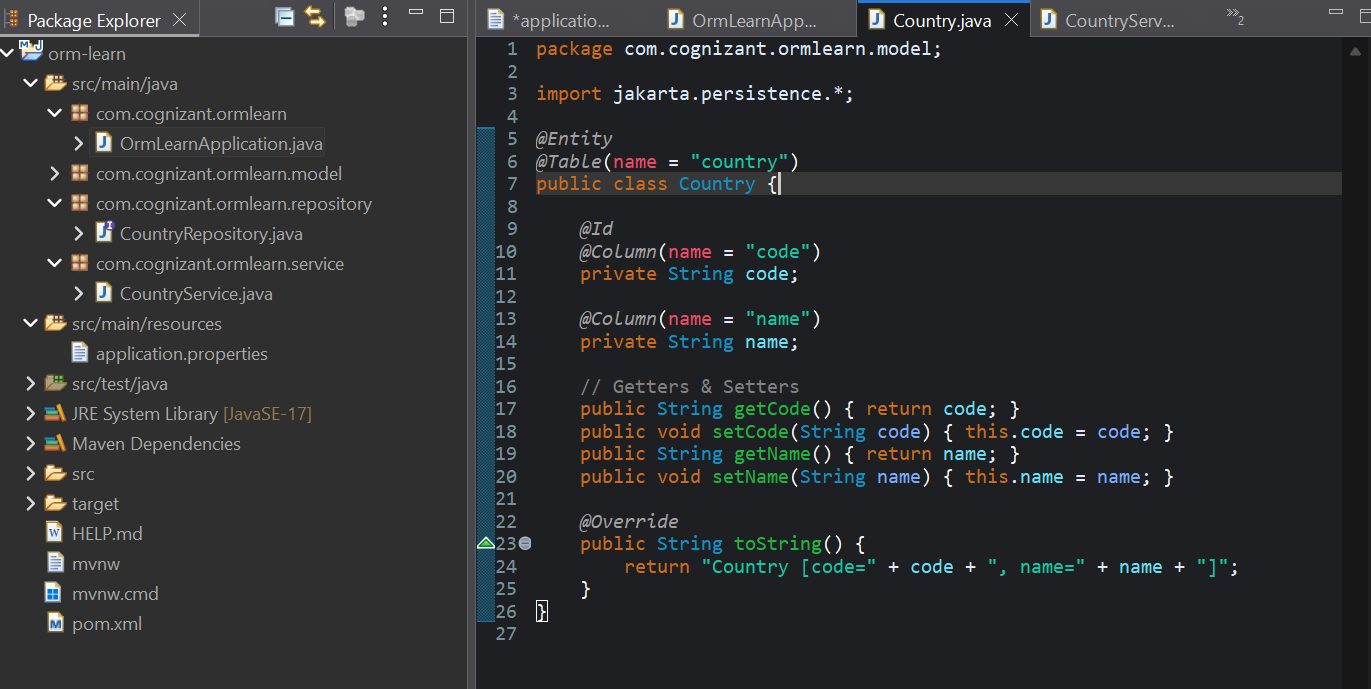 Package Explorer
orm-learn
src/main/java
com.cognizant.ormlearn
OrmLearnApplication.java
com.cognizant.ormlearn.model
com.cognizant.ormlearn.repository
CountryRepository.java
com.cognizant.ormlearn.service
CountryService.java
src/main/resources
application.properties
src/test/java
JRE System Library [JavaSE-17]
Maven Dependencies
src
target
HELP.md
mvnw
mvnw.cmd
pom.xml
*applicatio... OrmLearnApp... Country.java CountryServ... »2
1 package com.cognizant.ormlearn.model;
2
3 import jakarta.persistence.*;
4
5 @Entity
6 @Table(name = "country")
7 public class Country {
8
9     @Id
10     @Column(name = "code")
11     private String code;
12
13     @Column(name = "name")
14     private String name;
15
16     // Getters & Setters
17     public String getCode() { return code; }
18     public void setCode(String code) { this.code = code; }
19     public String getName() { return name; }
20     public void setName(String name) { this.name = name; }
21
22     @Override
23     public String toString() {
24         return "Country [code=" + code + ", name=" + name + "]";
25     }
26 }
27